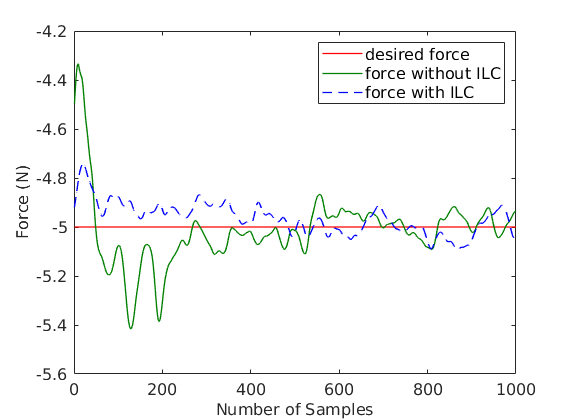 -4.2
-4.4
-4.6
-4.8
-5
-5.2
-5.4
-5.6
Force (N)
desired force
force without ILC
force with ILC
0 200 400 600 800 1000
Number of Samples